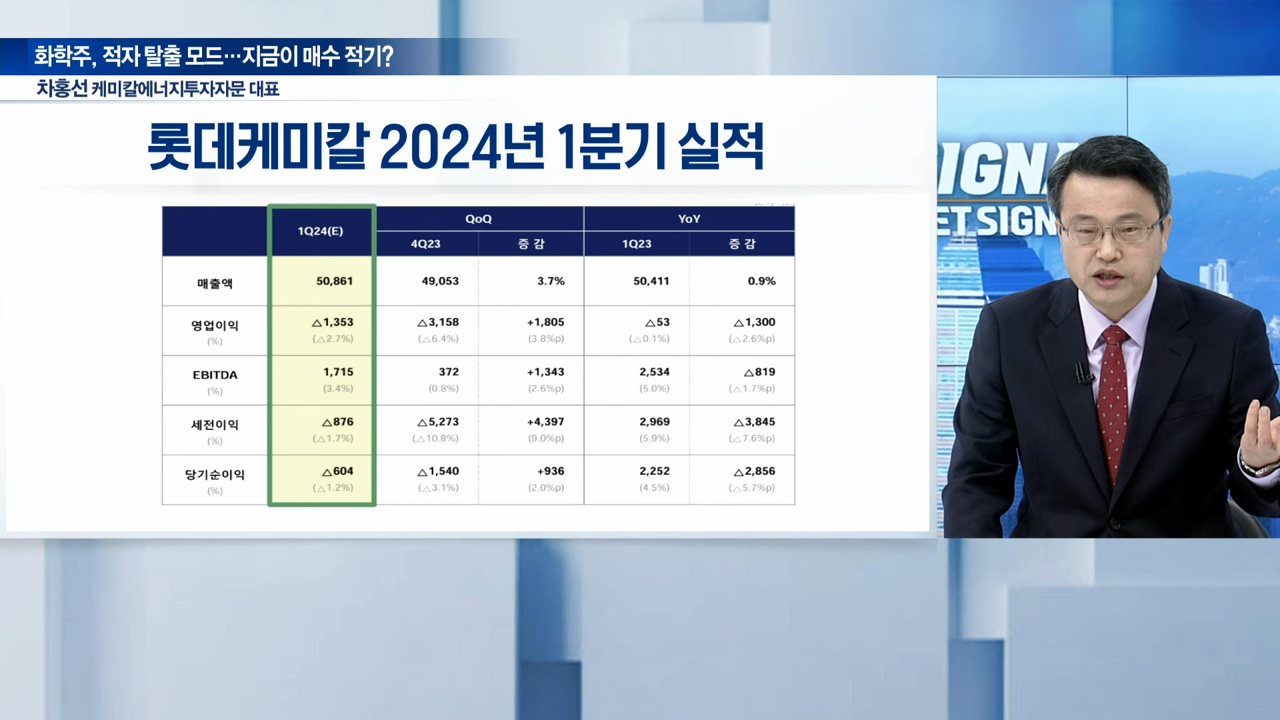 화학주, 적자 탈출 모드…지금이 매수 적기?
차홍선 케미칼에너지투자자문 대표
롯데케미칼 2024년 1분기 실적
1Q24(E) QoQ YoY
4Q23 증 감 1Q23 증 감
매출액 50,861 49,053 3.7% 50,411 0.9%
영업이익 △1,353 △3,158 +1,805 △53 △1,300
(%) (△2.7%) (△6.4%) (3.8%p) (△0.1%) (△2.6%p)
EBITDA 1,715 372 +1,343 2,534 △819
(%) (3.4%) (0.8%) (2.6%p) (5.0%) (△1.7%p)
세전이익 △876 △5,273 +4,397 2,969 △3,845
(%) (△1.7%) (△10.8%) (9.0%p) (5.9%) (△7.6%p)
당기순이익 △604 △1,540 +936 2,252 △2,856
(%) (△1.2%) (△3.1%) (2.0%p) (4.5%) (△5.7%p)
IGNA
ET SIGN